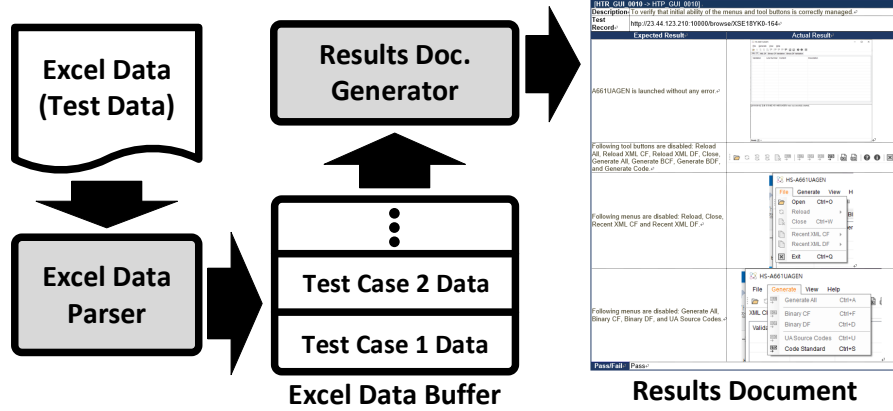 Excel Data
(Test Data)
Excel Data
Parser
Results Doc.
Generator
Test Case 2 Data
Test Case 1 Data
Excel Data Buffer
[HTR_GUI_0010 -> HTP_GUI_0010]
Description To verify that initial ability of the menus and tool buttons is correctly managed.
Test
Record
http://23.44.123.210:10000/browse/XSE18YK0-164
Expected Result
Actual Result
A661UAGEN is launched without any error.
Following tool buttons are disabled: Reload
All, Reload XML CF, Reload XML DF, Close,
Generate All, Generate BCF, Generate BDF,
and Generate Code.
Following menus are disabled: Reload, Close,
Recent XML CF and Recent XML DF.
HS-A661UAGEN
File Generate View H
Open Ctrl+O
Reload
Close Ctrl+W
Recent XML CF
Recent XML DF
Exit Ctrl+Q
Following menus are disabled: Generate All,
Binary CF, Binary DF, and UA Source Codes.
HS-A661UAGEN
File Generate View Help
Generate All Ctrl+A
XML C
Binary CF Ctrl+F
Valida
Binary DF Ctrl+D
UA Source Codes Ctrl+U
Code Standard Ctrl+S
Pass/Fail Pass
Results Document